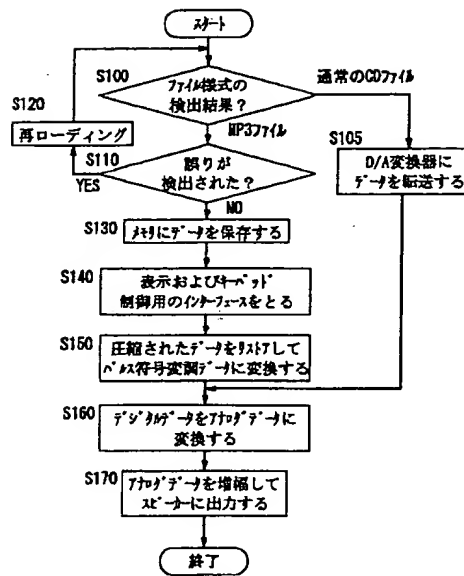 スタート
S100
ファイル様式の
検出結果？
通常のCDファイル
S120
再ローディング
MP3ファイル
S105
D/A変換器に
データを転送する
S110
誤りが
検出された？
YES
NO
S130
メモリにデータを保存する
S140
表示およびキーパッド
制御用のインターフェースをとる
S150
圧縮されたデータをリストアして
パルス符号変調データに変換する
S160
デジタルデータをアナログデータに
変換する
S170
アナログデータを増幅して
スピーカーに出力する
終了